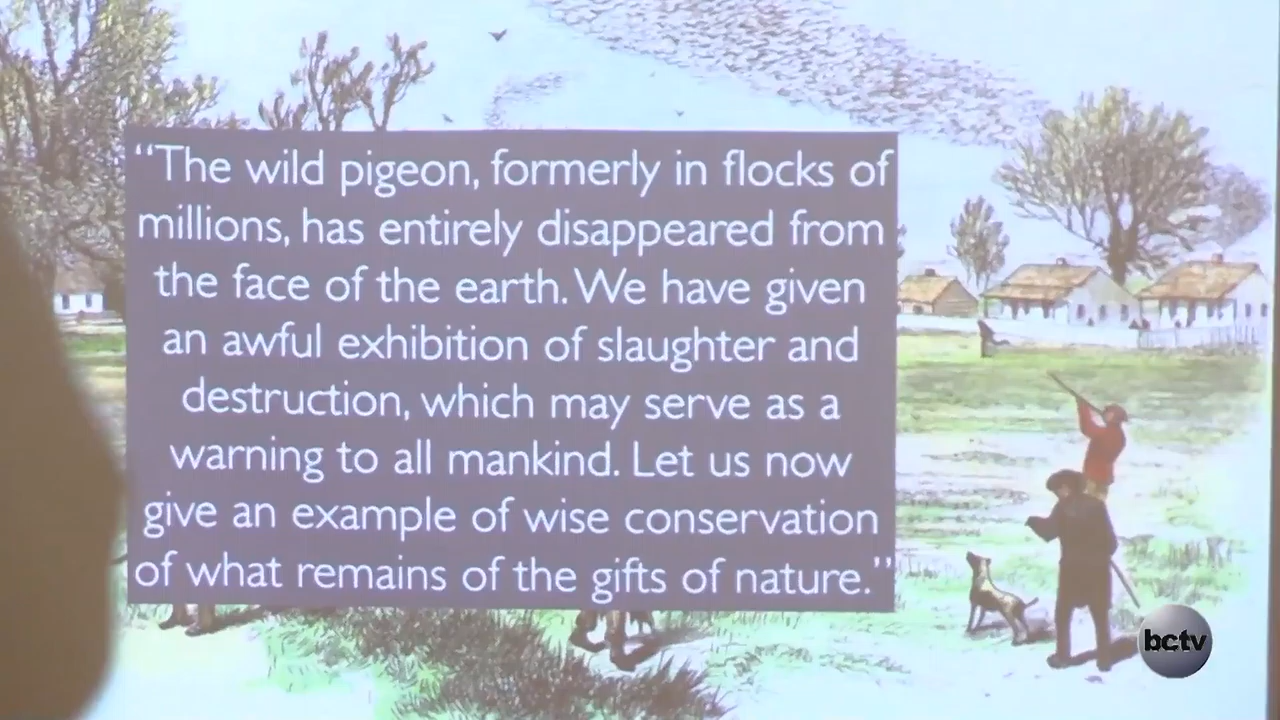 “The wild pigeon, formerly in flocks of
millions, has entirely disappeared from
the face of the earth. We have given
an awful exhibition of slaughter and
destruction, which may serve as a
warning to all mankind. Let us now
give an example of wise conservation
of what remains of the gifts of nature.”
bctv